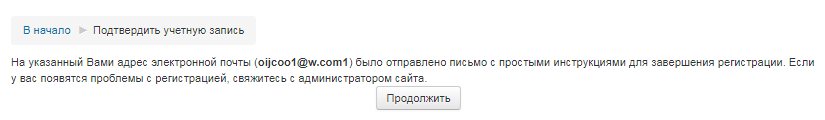 В начало ► Подтвердить учетную запись
На указанный Вами адрес электронной почты (oijcoo1@w.com1) было отправлено письмо с простыми инструкциями для завершения регистрации. Если
у вас появятся проблемы с регистрацией, свяжитесь с администратором сайта.
Продолжить